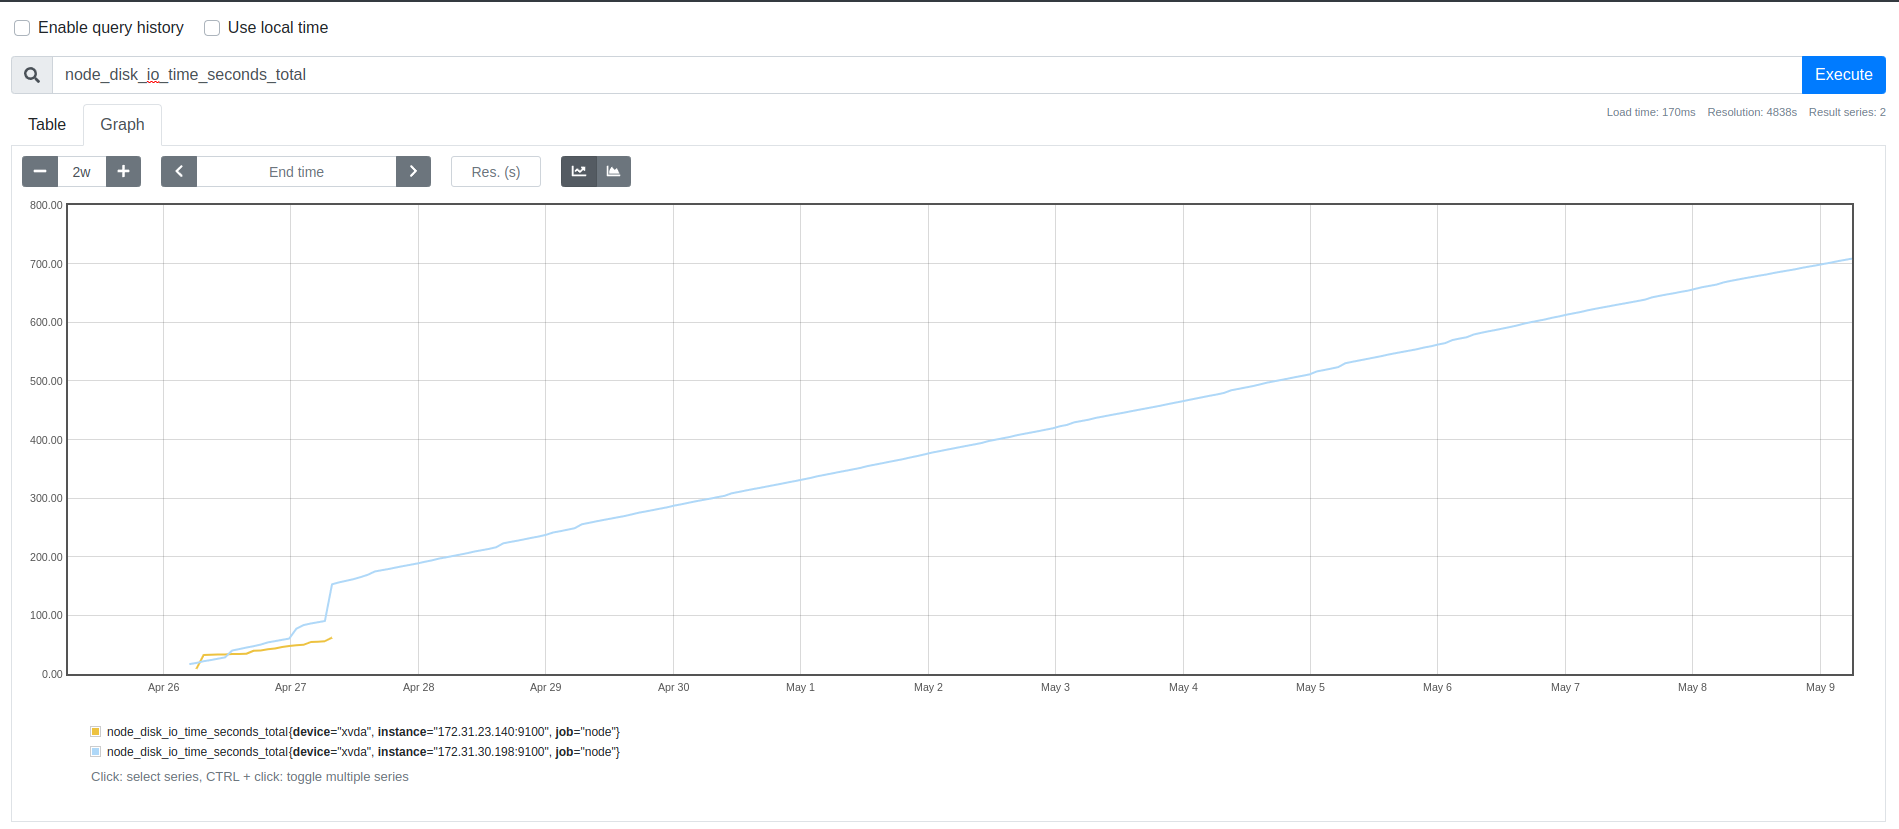 Enable query history Use local time
node_disk_io_time_seconds_total Execute
Table Graph Load time: 170ms Resolution: 4838s Result series: 2
2w End time Res. (s)
800.00
700.00
600.00
500.00
400.00
300.00
200.00
100.00
0.00
Apr 26 Apr 27 Apr 28 Apr 29 Apr 30 May 1 May 2 May 3 May 4 May 5 May 6 May 7 May 8 May 9
node_disk_io_time_seconds_total{device="xvda", instance="172.31.23.140:9100", job="node"}
node_disk_io_time_seconds_total{device="xvda", instance="172.31.30.198:9100", job="node"}
Click: select series, CTRL + click: toggle multiple series